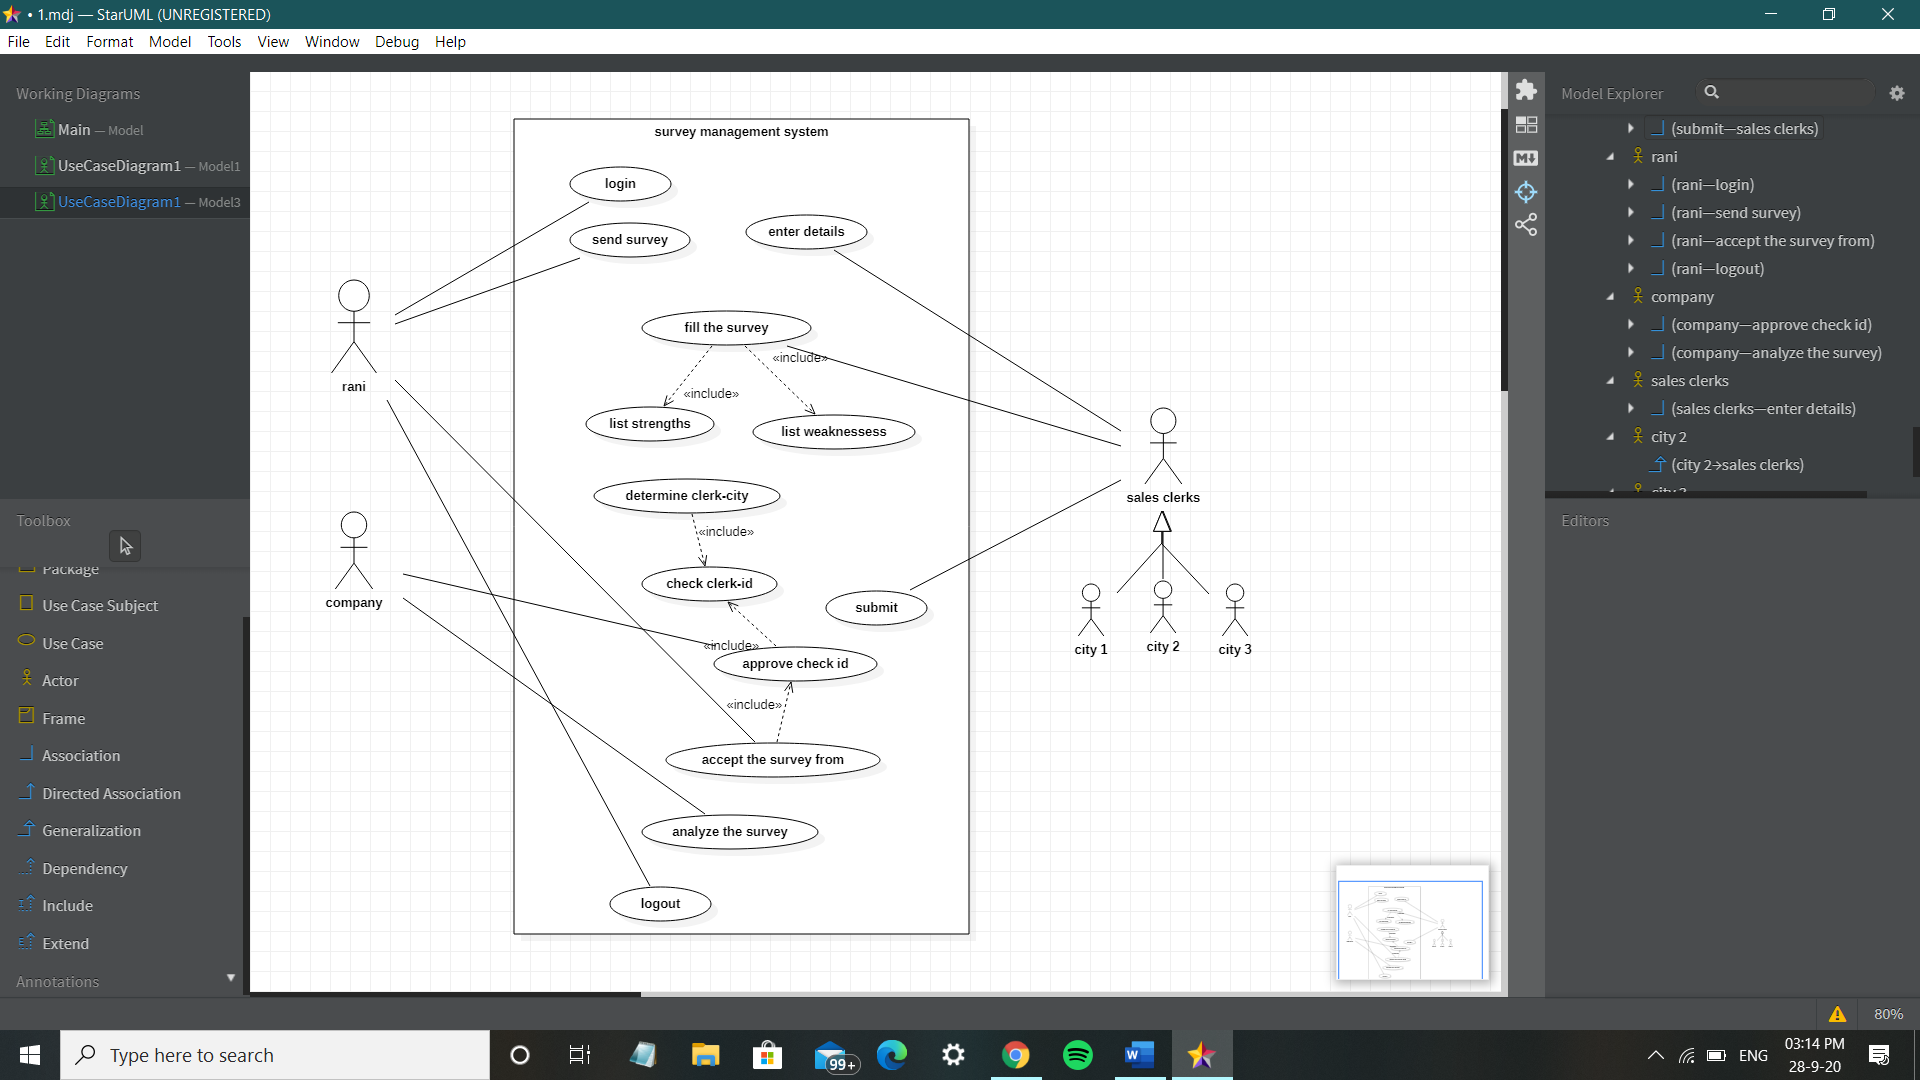 • 1.mdj — StarUML (UNREGISTERED)
File Edit Format Model Tools View Window Debug Help
Working Diagrams
Main — Model
UseCaseDiagram1 — Model1
UseCaseDiagram1 — Model3
Toolbox
Package
Use Case Subject
Use Case
Actor
Frame
Association
Directed Association
Generalization
Dependency
Include
Extend
Annotations
survey management system
login
send survey
enter details
rani
fill the survey
«include»
«include»
list strengths
list weaknessess
determine clerk-city
sales clerks
«include»
company
check clerk-id
submit
«include»
approve check id
city 1
city 2
city 3
«include»
accept the survey from
analyze the survey
logout
Model Explorer
(submit—sales clerks)
rani
(rani—login)
(rani—send survey)
(rani—accept the survey from)
(rani—logout)
company
(company—approve check id)
(company—analyze the survey)
sales clerks
(sales clerks—enter details)
city 2
(city 2→sales clerks)
Editors
80%
Type here to search
99+
ENG
03:14 PM
28-9-20